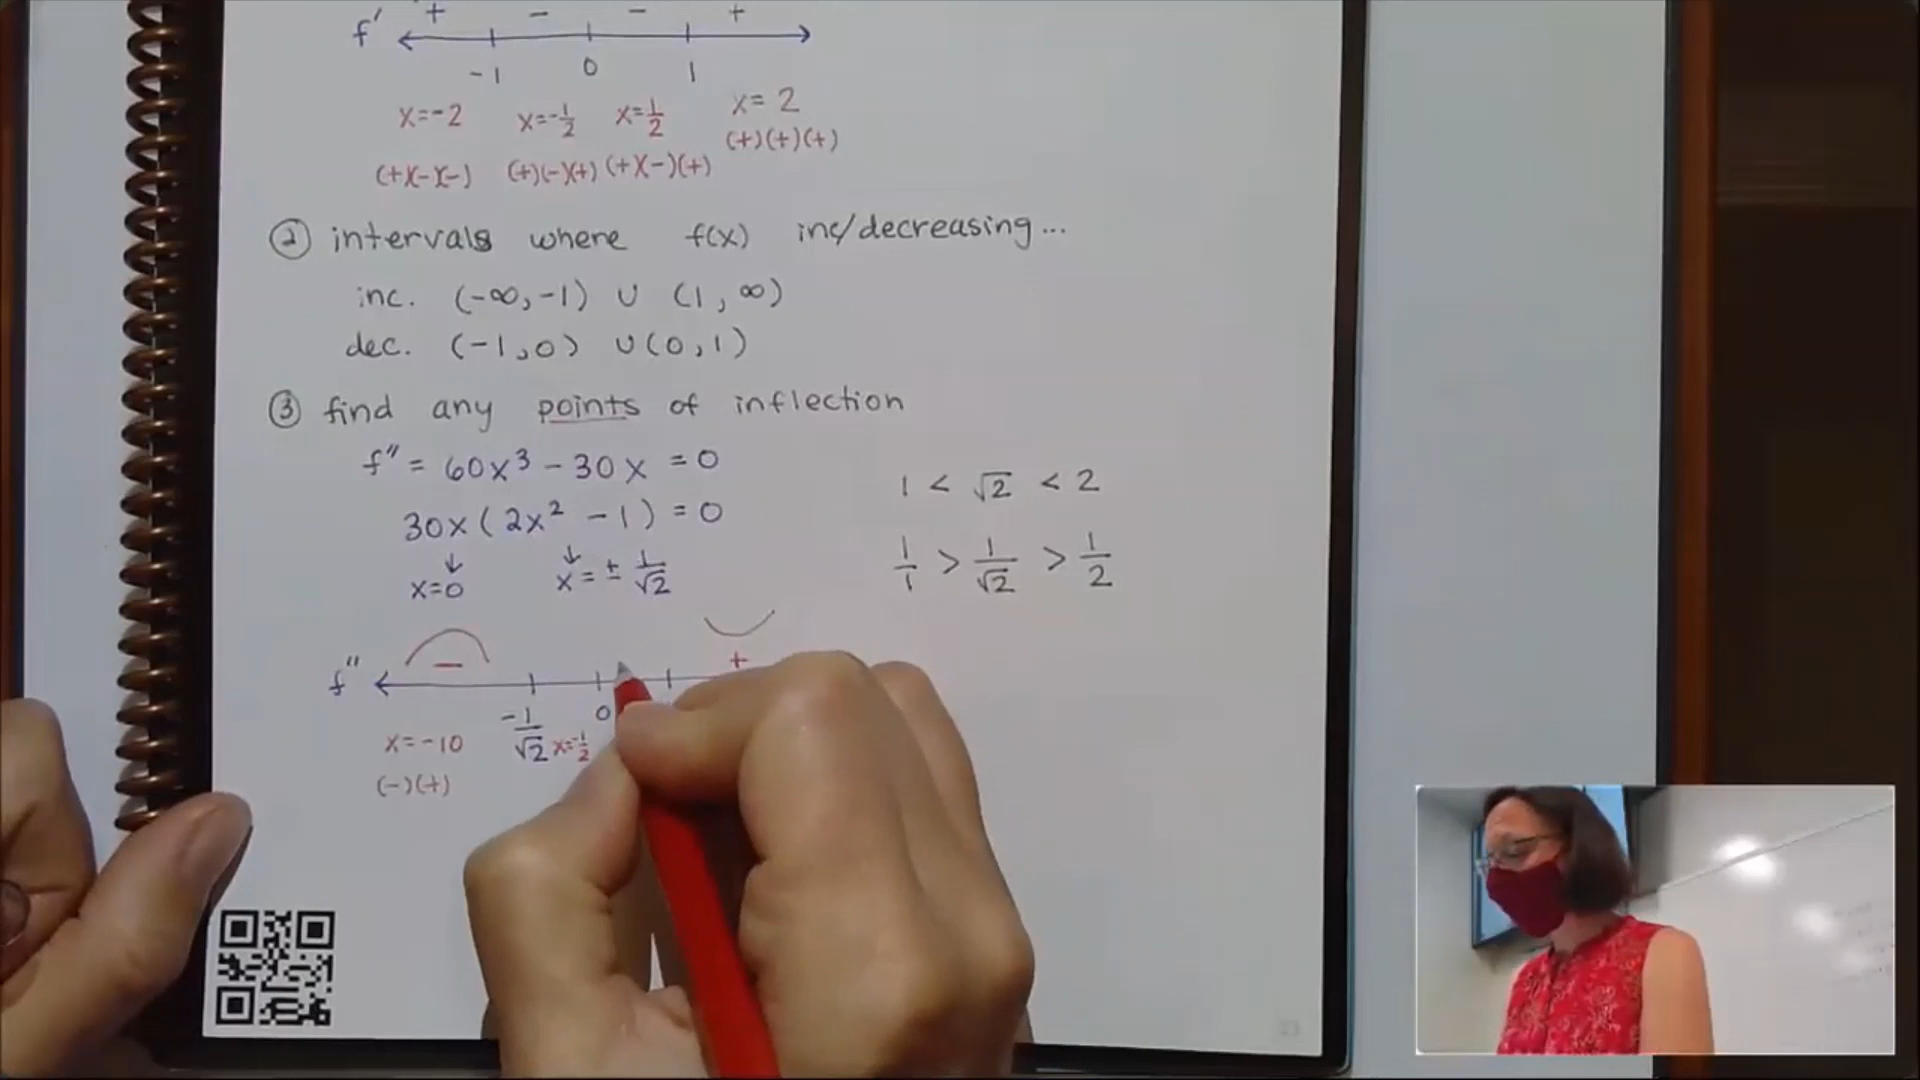 + − − +
f'
-1 0 1
x=-2 x=-1/2 x=1/2 x=2
(+)(-)(-) (+)(-)(+) (+)(-)(+) (+)(+)(+)
② intervals where f(x) inc/decreasing...
inc. (-∞,-1) ∪ (1,∞)
dec. (-1,0) ∪(0,1)
③ find any points of inflection
f'' = 60x³ - 30x = 0
30x(2x² - 1) = 0
↓ ↓
x=0 x=± 1/√2
1 < √2 < 2
1/1 > 1/√2 > 1/2
f'' − +
-1/√2 0
x=-10 x=-1/2
(-)(+)